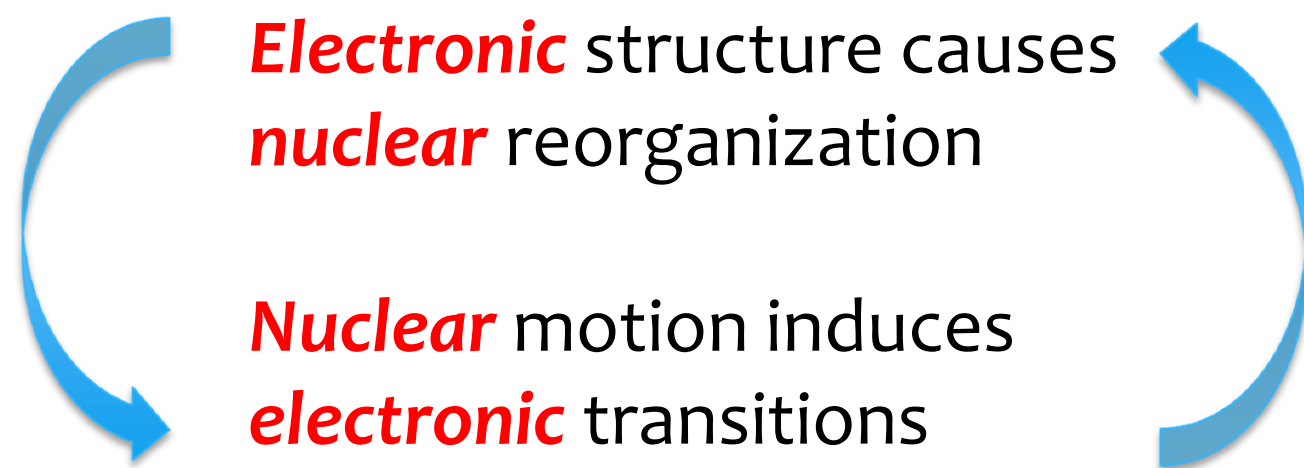 Electronic structure causes
nuclear reorganization
Nuclear motion induces
electronic transitions